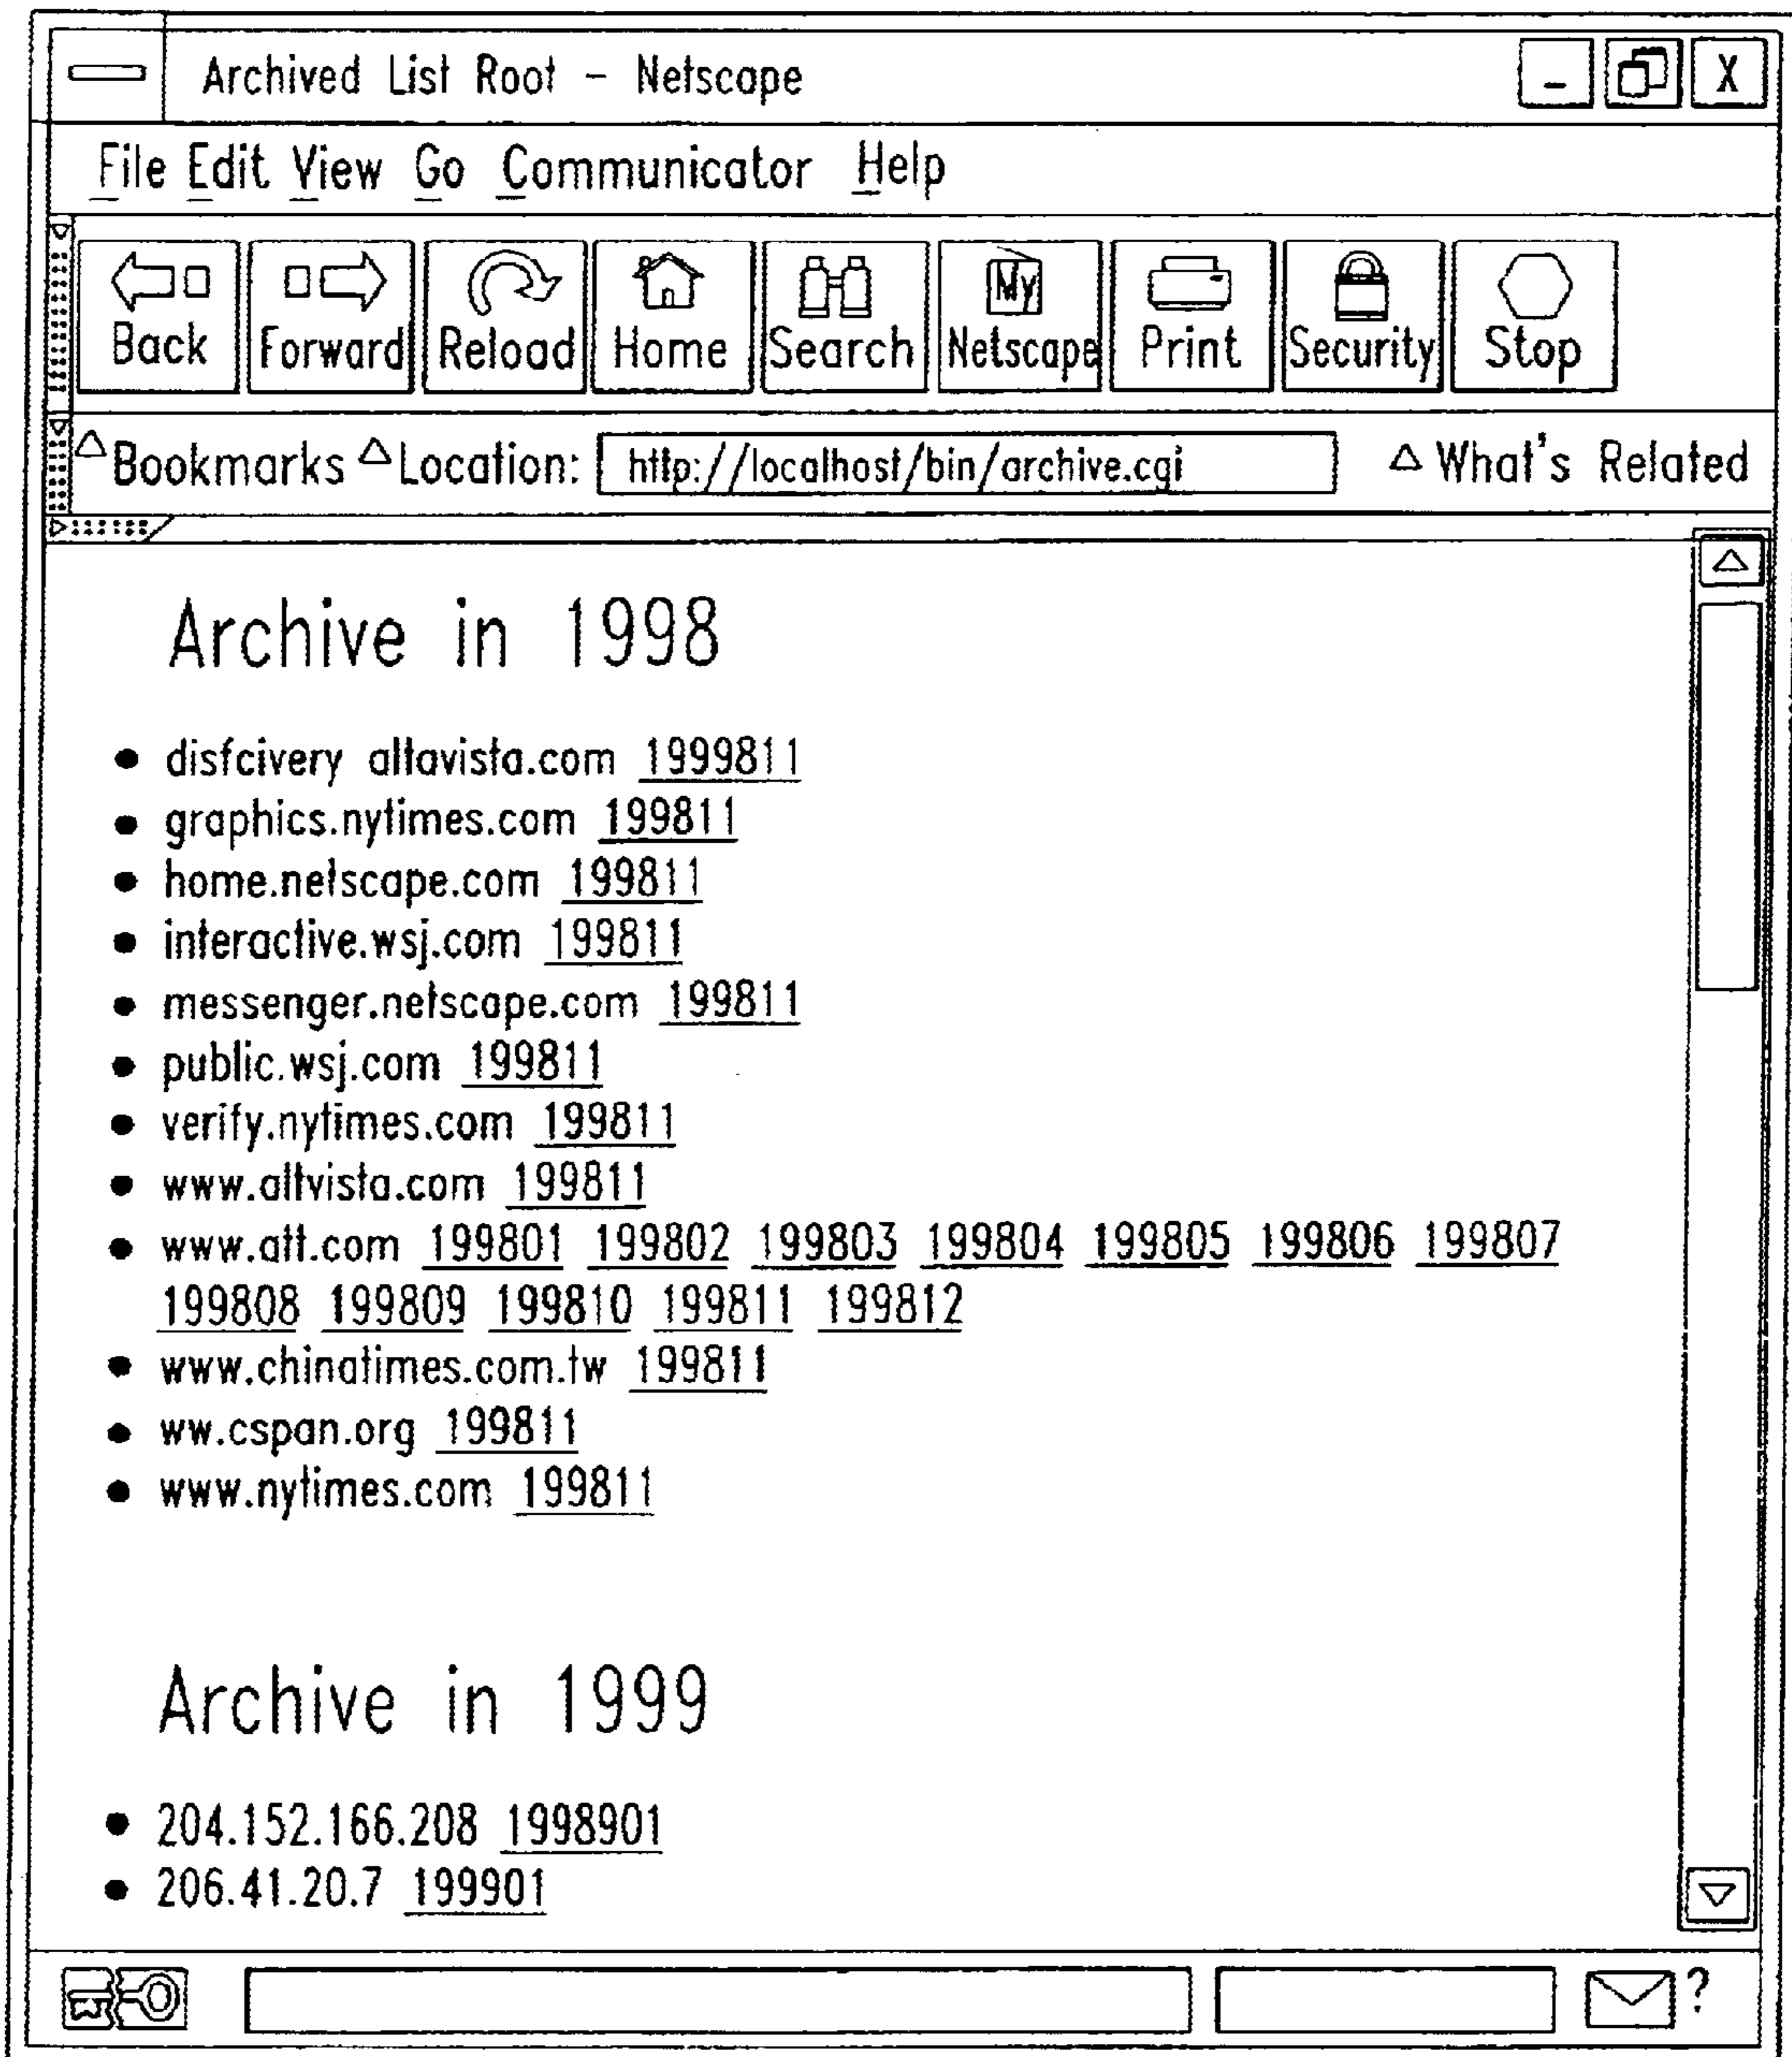 Archived List Root - Netscape
_ X
File Edit View Go Communicator Help
My
Back Forward Reload Home Search Netscape Print Security Stop
Bookmarks Location: http://localhost/bin/archive.cgi What's Related
Archive in 1998
• disfcivery altavista.com 1999811
• graphics.nytimes.com 199811
• home.netscape.com 199811
• interactive.wsj.com 199811
• messenger.netscape.com 199811
• public.wsj.com 199811
• verify.nytimes.com 199811
• www.altvista.com 199811
• www.att.com 199801 199802 199803 199804 199805 199806 199807
199808 199809 199810 199811 199812
• www.chinatimes.com.tw 199811
• ww.cspan.org 199811
• www.nytimes.com 199811
Archive in 1999
• 204.152.166.208 1998901
• 206.41.20.7 199901
?